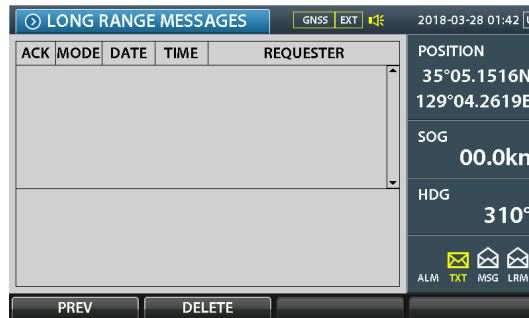 LONG RANGE MESSAGES GNSS EXT 2018-03-28 01:42 U
ACK MODE DATE TIME REQUESTER
POSITION
35°05.1516N
129°04.2619E
SOG
00.0kn
HDG
310°
ALM TXT MSG LRM
PREV DELETE